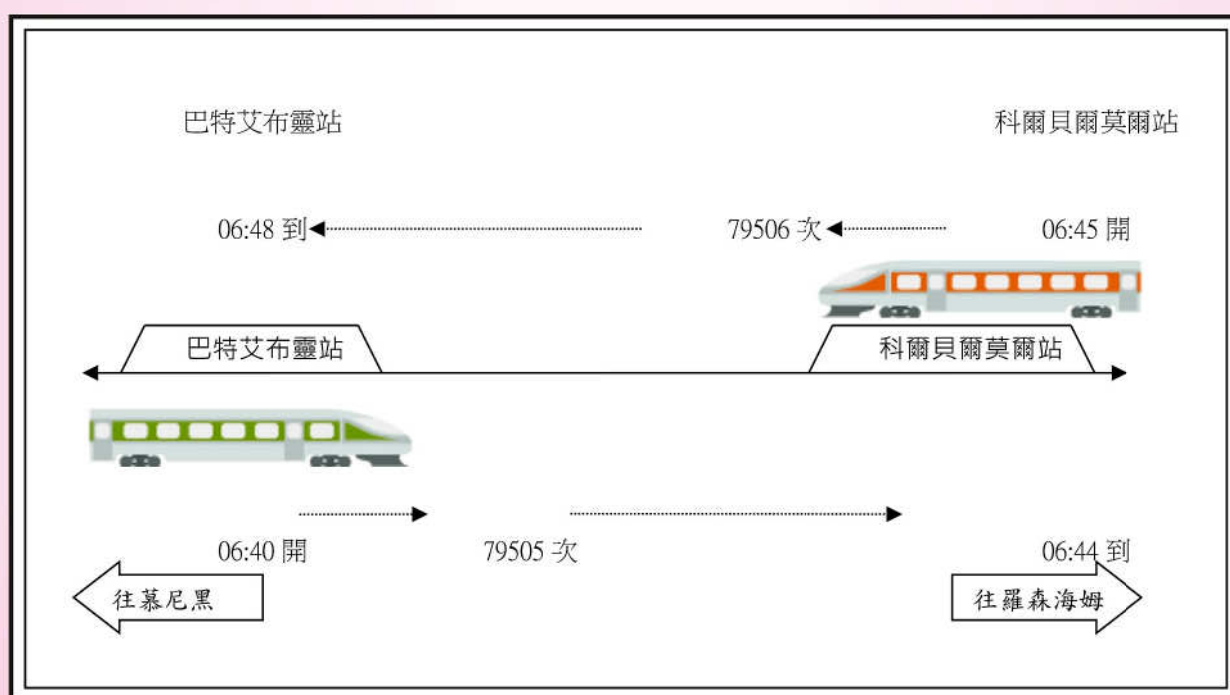 巴特艾布靈站 科爾貝爾莫爾站
06:48 到 79506 次 06:45 開
巴特艾布靈站 科爾貝爾莫爾站
06:40 開 79505 次 06:44 到
往慕尼黑 往羅森海姆